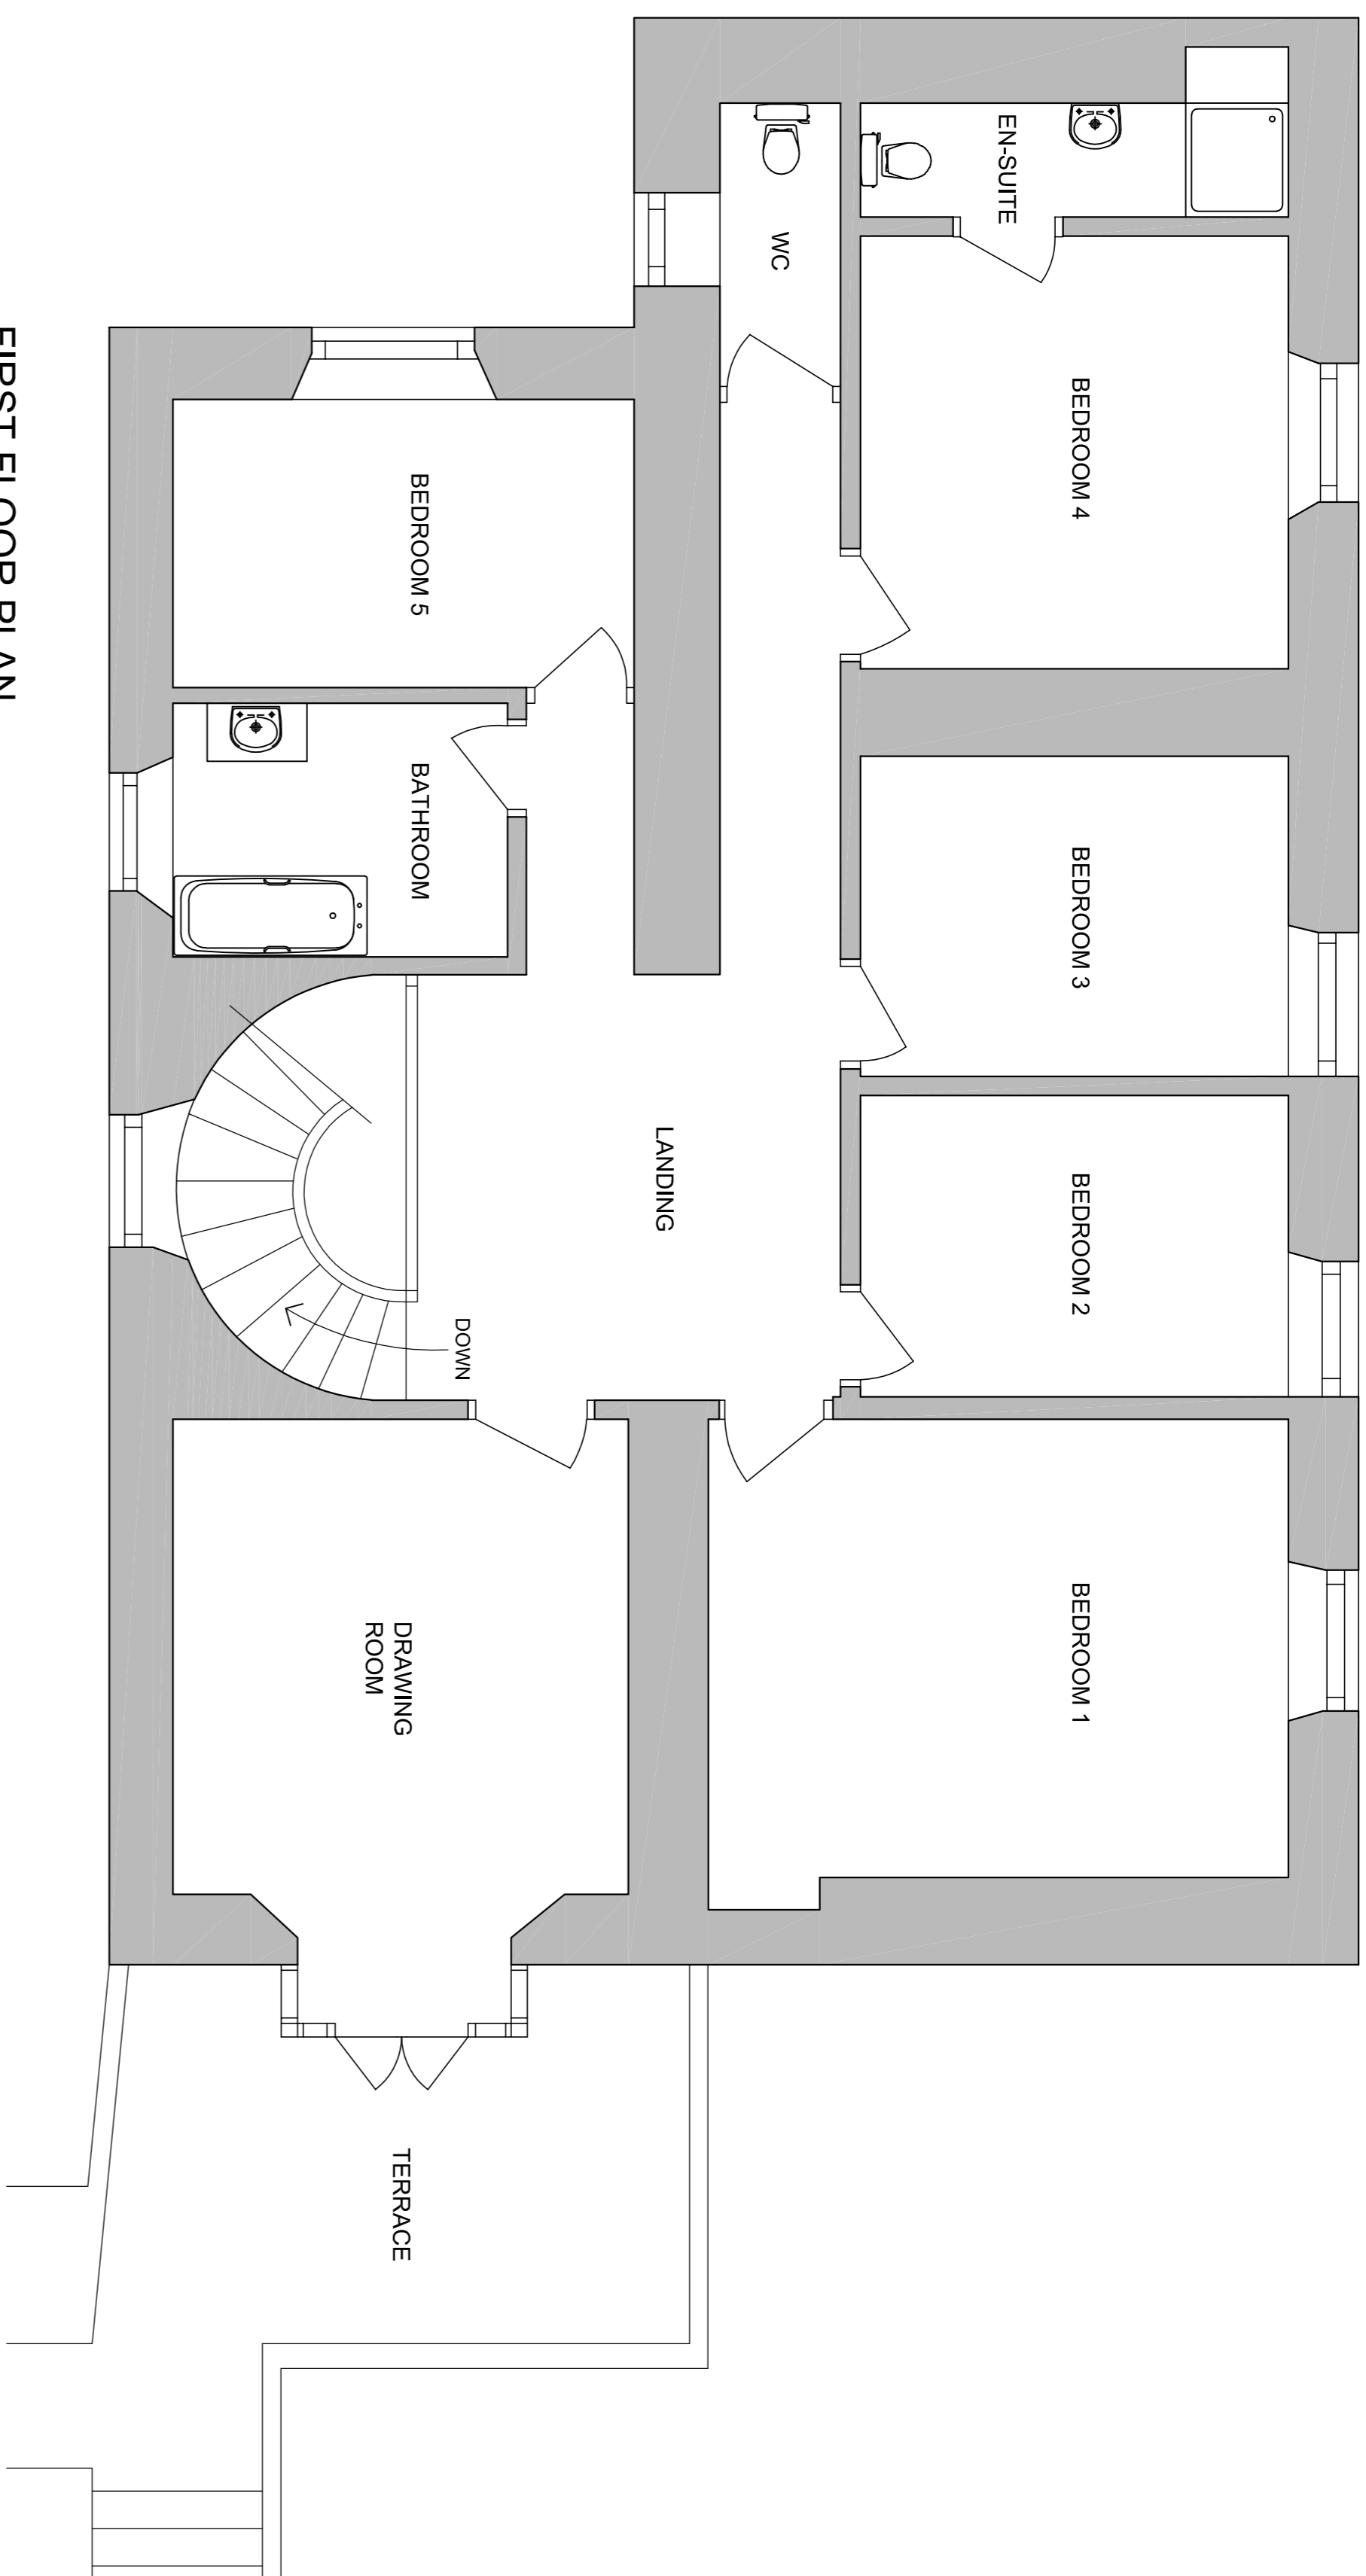 EN-SUITE
WC
BEDROOM 4
BEDROOM 3
BEDROOM 2
BEDROOM 1
BEDROOM 5
BATHROOM
LANDING
DOWN
DRAWING
ROOM
TERRACE
FIRST FLOOR PLAN